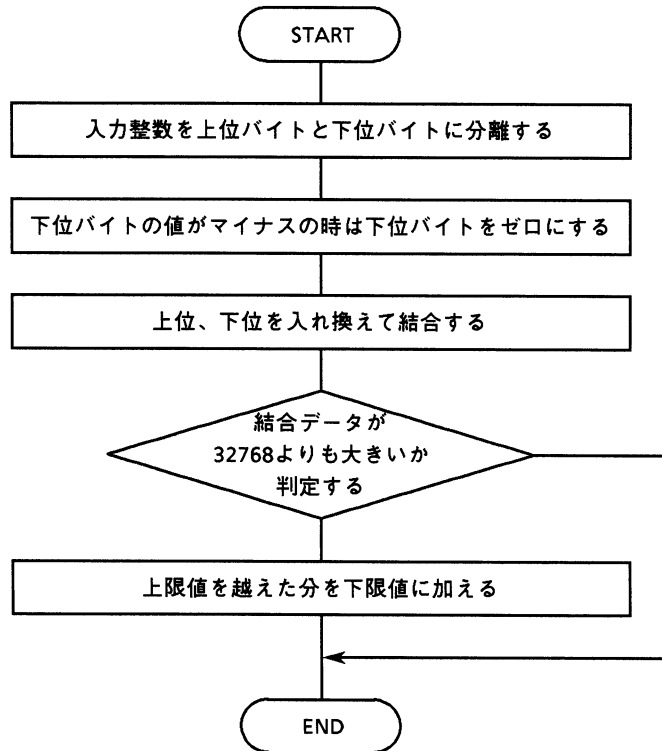 START
入力整数を上位バイトと下位バイトに分離する
下位バイトの値がマイナスの時は下位バイトをゼロにする
上位、下位を入れ換えて結合する
結合データが
32768よりも大きいか
判定する
上限値を越えた分を下限値に加える
END